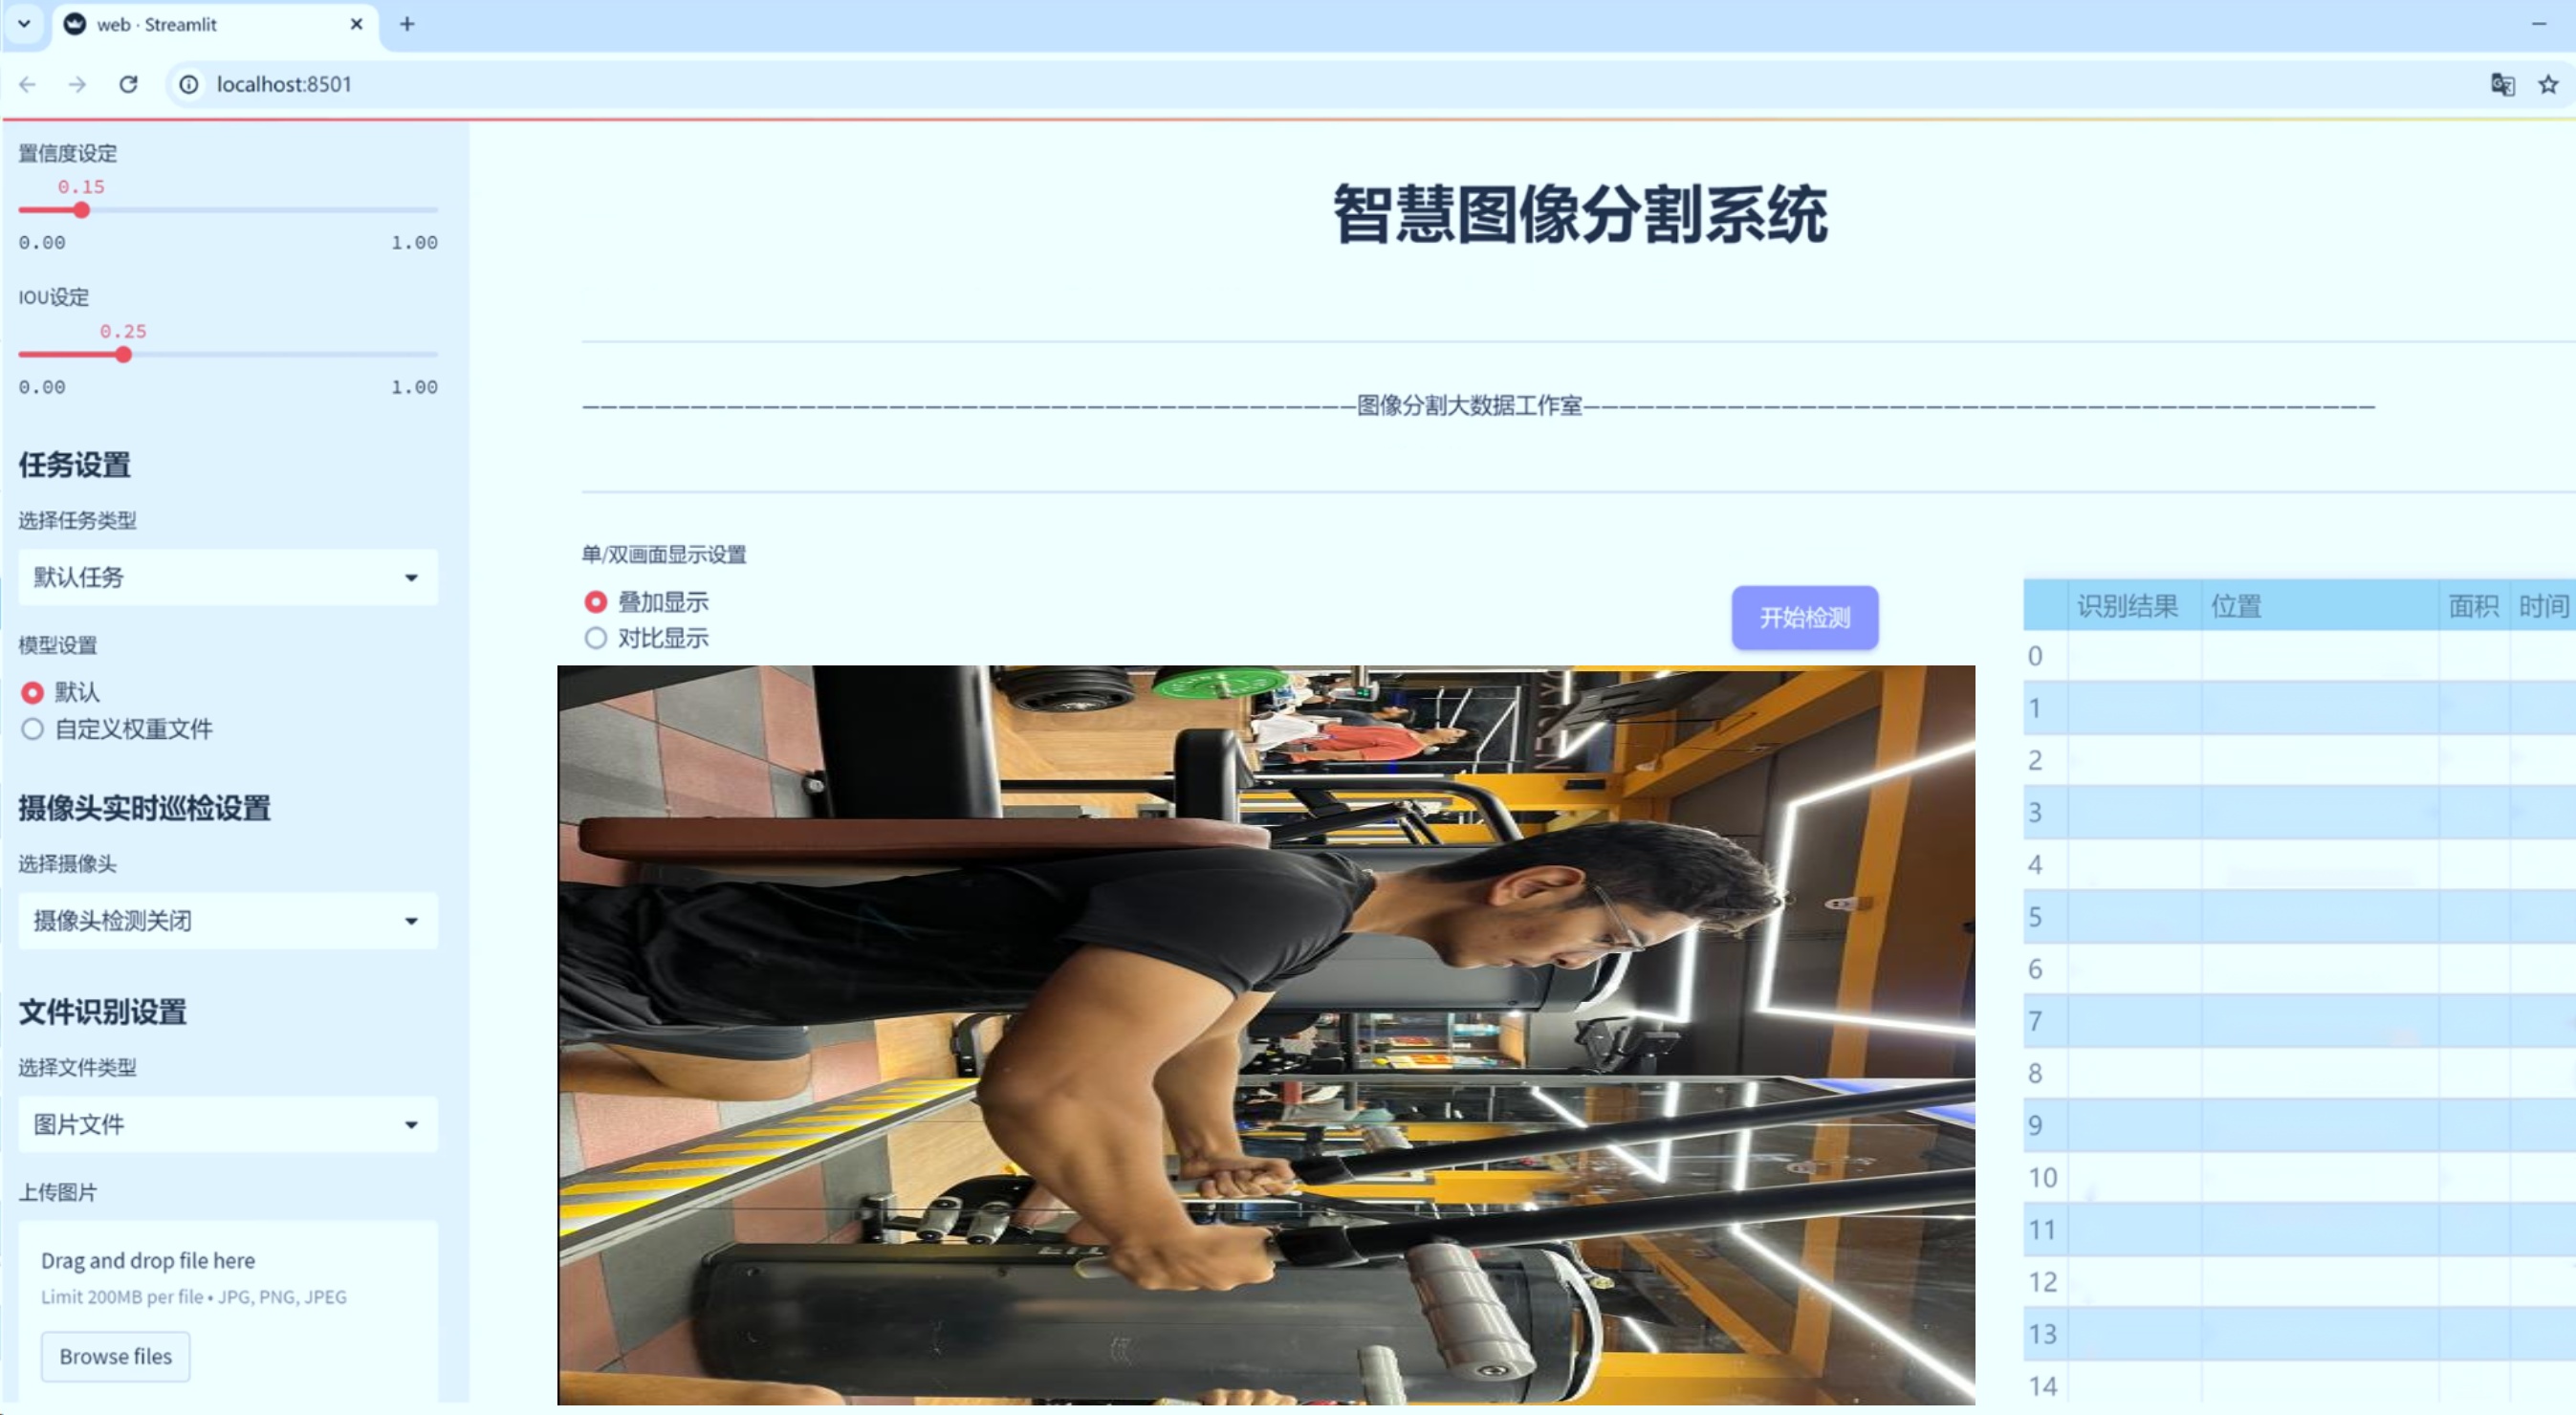 web · Streamlit
localhost:8501
置信度设定
0.15
0.00 1.00
IOU设定
0.25
0.00 1.00
任务设置
选择任务类型
默认任务
模型设置
默认
自定义权重文件
摄像头实时巡检设置
选择摄像头
摄像头检测关闭
文件识别设置
选择文件类型
图片文件
上传图片
Drag and drop file here
Limit 200MB per file • JPG, PNG, JPEG
Browse files
智慧图像分割系统
图像分割大数据工作室
单/双画面显示设置
叠加显示
对比显示
开始检测
识别结果 位置 面积 时间
0
1
2
3
4
5
6
7
8
9
10
11
12
13
14